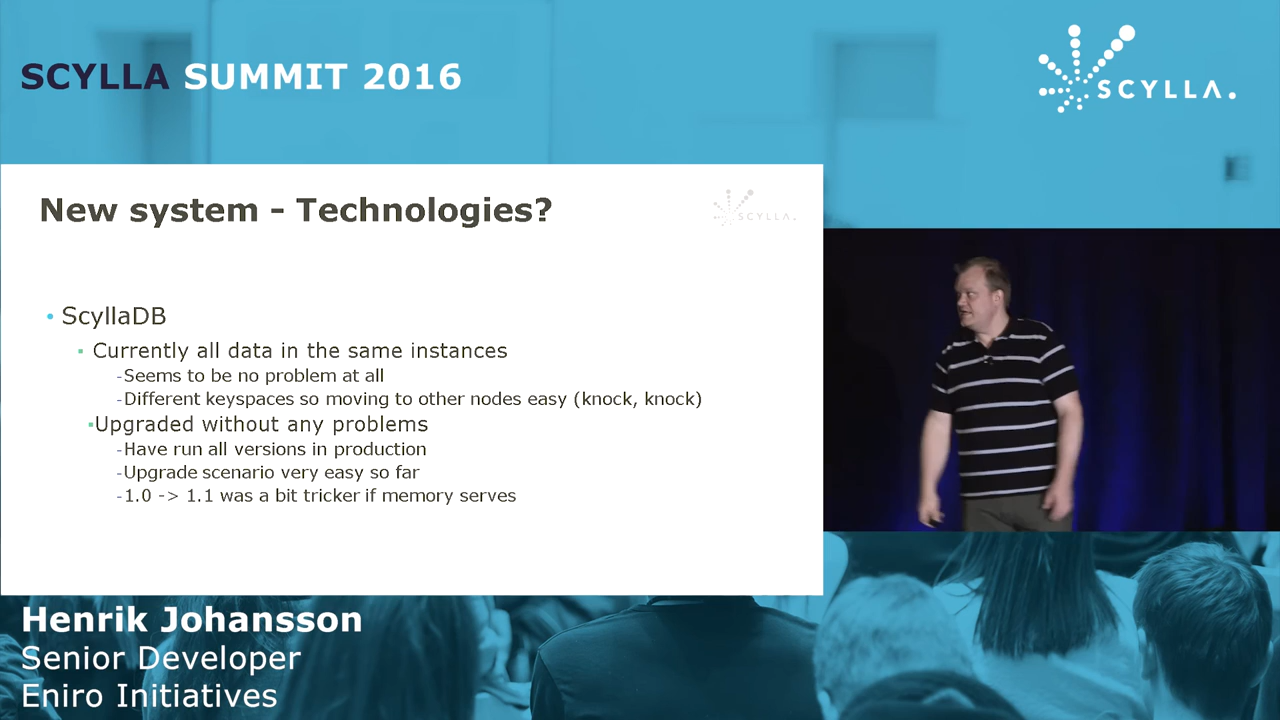 SCYLLA SUMMIT 2016
SCYLLA.
New system - Technologies?
SCYLLA.
• ScyllaDB
▪ Currently all data in the same instances
-Seems to be no problem at all
-Different keyspaces so moving to other nodes easy (knock, knock)
▪Upgraded without any problems
-Have run all versions in production
-Upgrade scenario very easy so far
-1.0 -> 1.1 was a bit tricker if memory serves
Henrik Johansson
Senior Developer
Eniro Initiatives